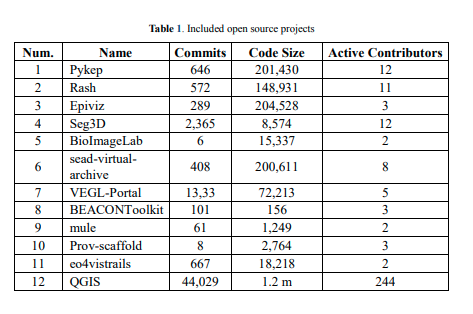 Table 1. Included open source projects
Num. Name Commits Code Size Active Contributors
1 Pykep 646 201,430 12
2 Rash 572 148,931 11
3 Epiviz 289 204,528 3
4 Seg3D 2,365 8,574 12
5 BioImageLab 6 15,337 2
6 sead-virtual-
archive 408 200,611 8
7 VEGL-Portal 13,33 72,213 5
8 BEACONToolkit 101 156 3
9 mule 61 1,249 2
10 Prov-scaffold 8 2,764 3
11 eo4vistrails 667 18,218 2
12 QGIS 44,029 1.2 m 244